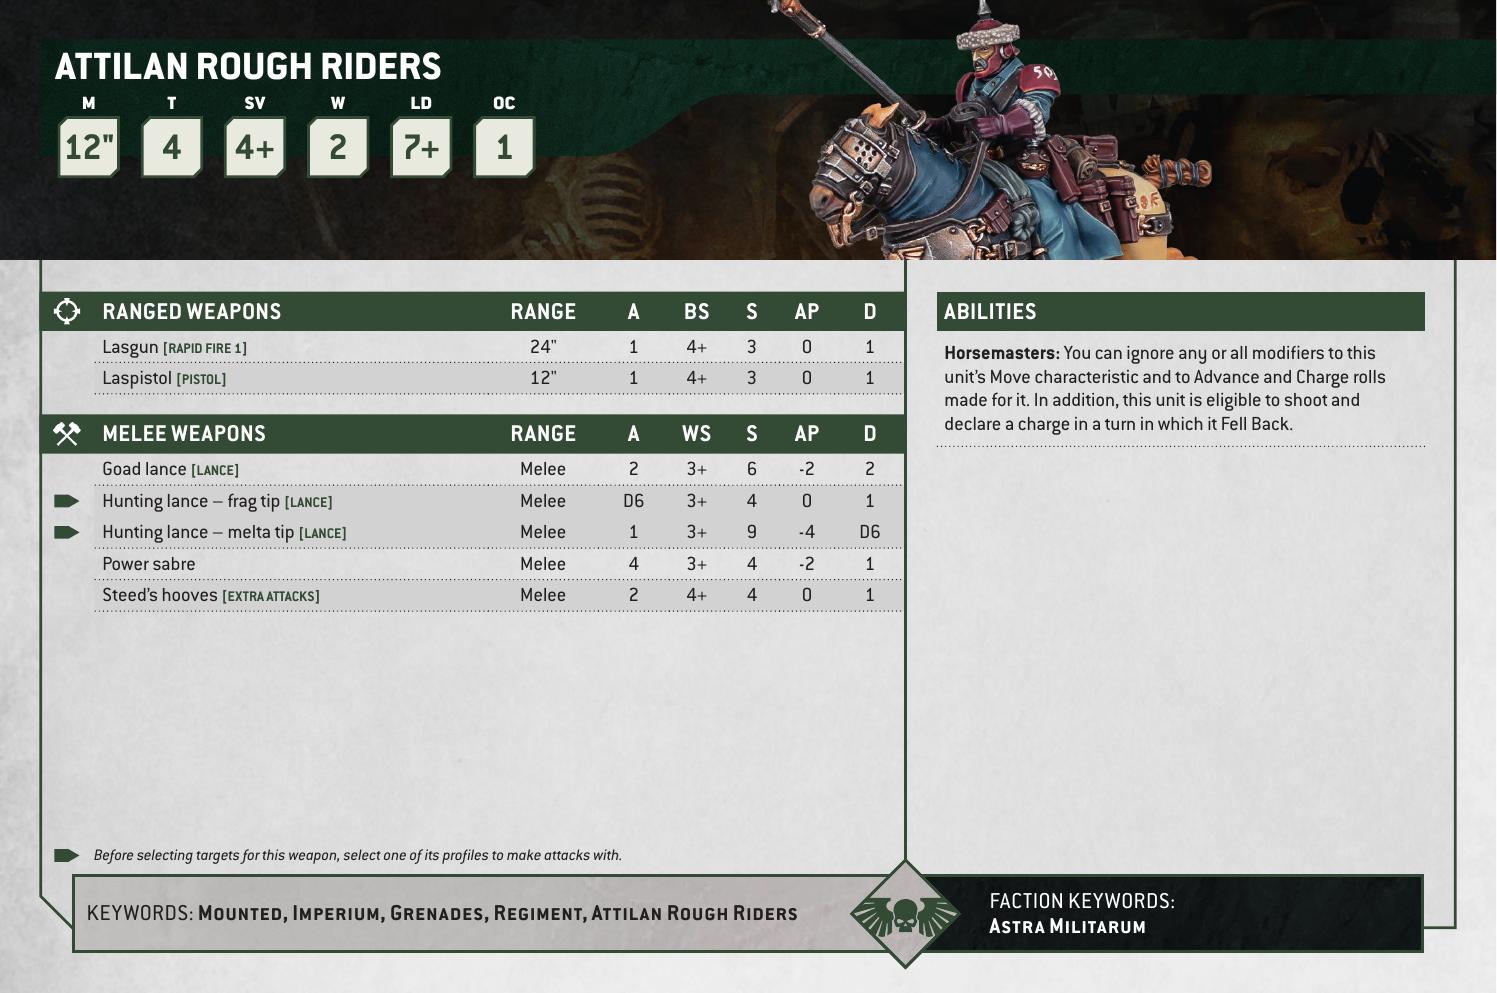 ATTILAN ROUGH RIDERS
M T SV W LD OC
12" 4 4+ 2 7+ 1
RANGED WEAPONS RANGE A BS S AP D
Lasgun [RAPID FIRE 1] 24" 1 4+ 3 0 1
Laspistol [PISTOL] 12" 1 4+ 3 0 1
MELEE WEAPONS RANGE A WS S AP D
Goad lance [LANCE] Melee 2 3+ 6 -2 2
Hunting lance – frag tip [LANCE] Melee D6 3+ 4 0 1
Hunting lance – melta tip [LANCE] Melee 1 3+ 9 -4 D6
Power sabre Melee 4 3+ 4 -2 1
Steed's hooves [EXTRA ATTACKS] Melee 2 4+ 4 0 1
Before selecting targets for this weapon, select one of its profiles to make attacks with.
ABILITIES
Horsemasters: You can ignore any or all modifiers to this
unit's Move characteristic and to Advance and Charge rolls
made for it. In addition, this unit is eligible to shoot and
declare a charge in a turn in which it Fell Back.
KEYWORDS: MOUNTED, IMPERIUM, GRENADES, REGIMENT, ATTILAN ROUGH RIDERS
FACTION KEYWORDS:
ASTRA MILITARUM